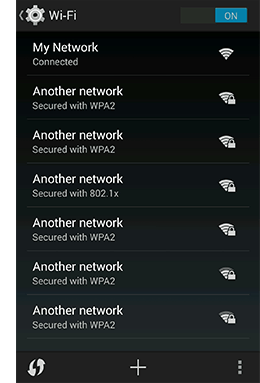 Wi-Fi
ON
My Network
Connected
Another network
Secured with WPA2
Another network
Secured with WPA2
Another network
Secured with 802.1x
Another network
Secured with WPA2
Another network
Secured with WPA2
Another network
Secured with WPA2